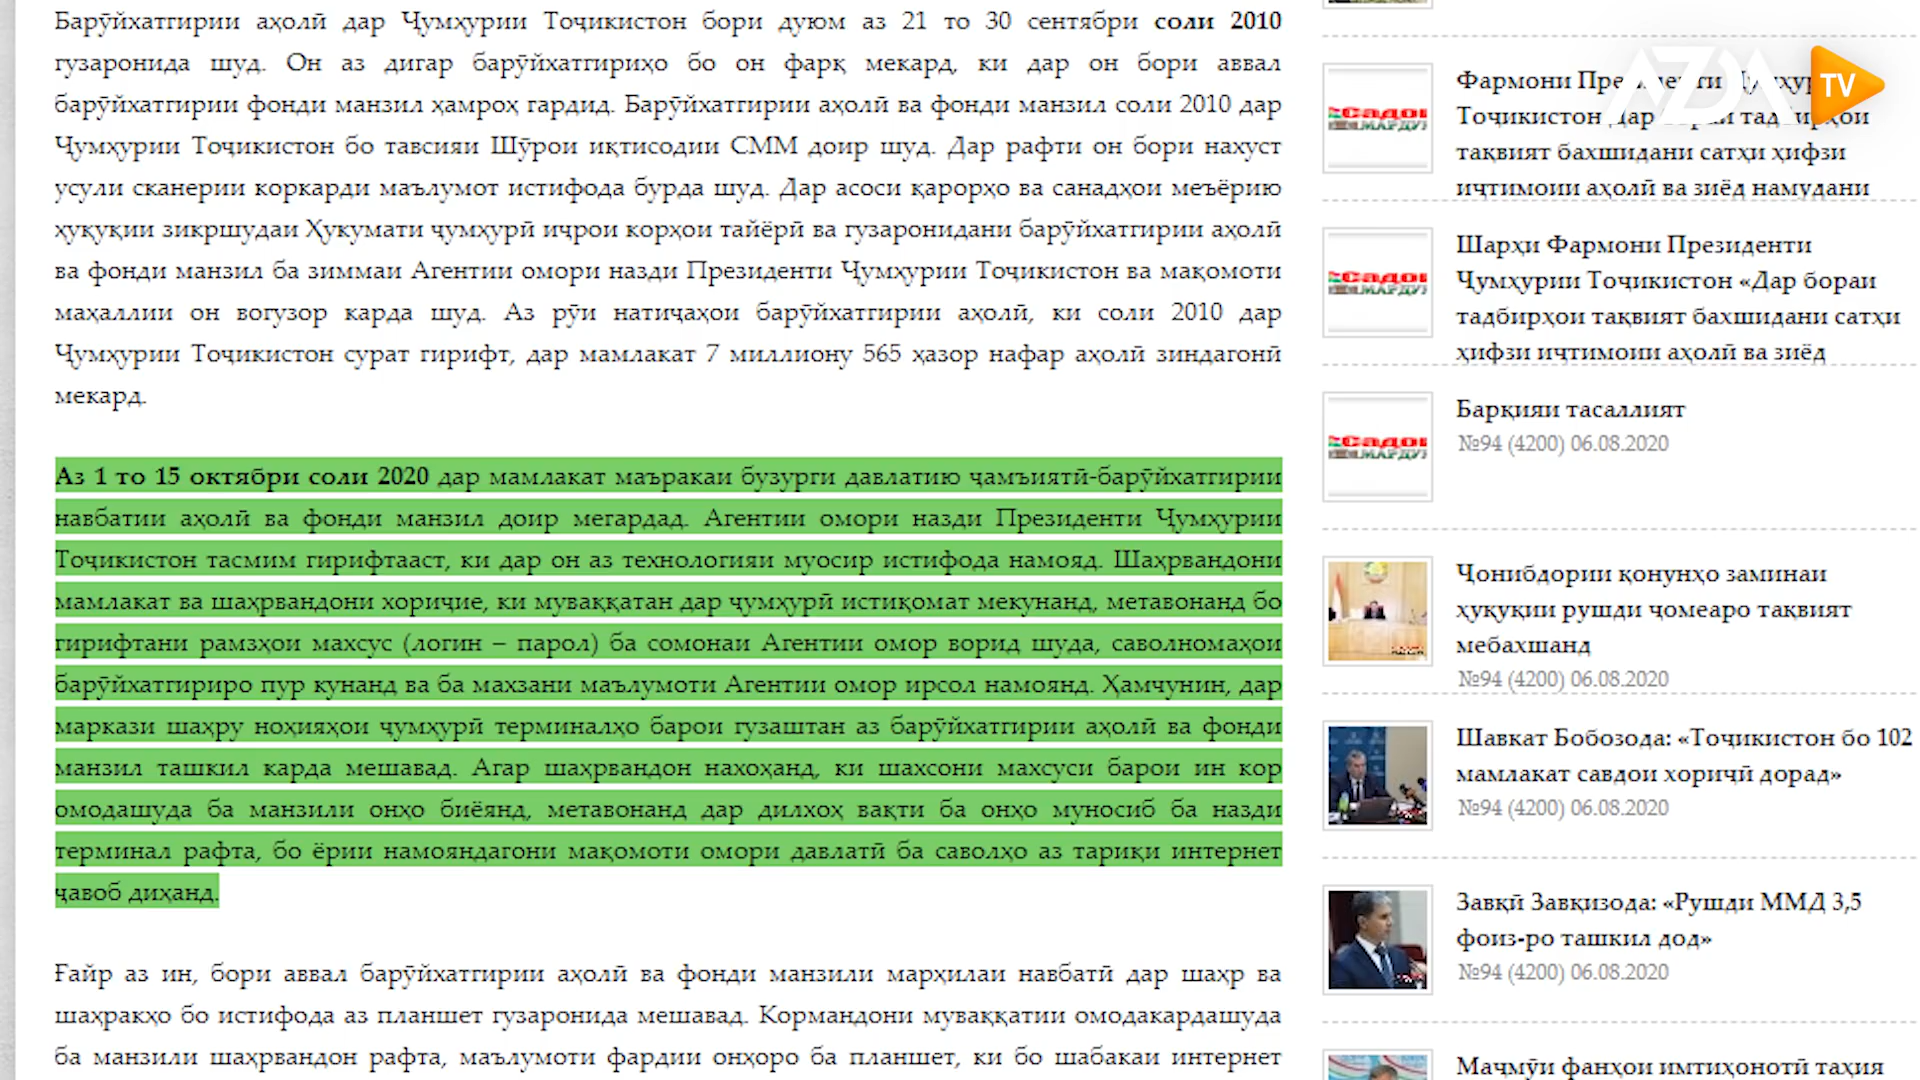 Барӯйхатгирии аҳолӣ дар Ҷумҳурии Тоҷикистон бори дуюм аз 21 то 30 сентябри соли 2010
гузаронида шуд. Он аз дигар барӯйхатгириҳо бо он фарқ мекард, ки дар он бори аввал
барӯйхатгирии фонди манзил ҳамроҳ гардид. Барӯйхатгирии аҳолӣ ва фонди манзил соли 2010 дар
Ҷумҳурии Тоҷикистон бо тавсияи Шӯрои иқтисодии СММ доир шуд. Дар рафти он бори нахуст
усули сканерии коркарди маълумот истифода бурда шуд. Дар асоси қарорҳо ва санадҳои меъёрию
ҳуқуқии зикршудаи Ҳукумати ҷумҳурӣ иҷрои корҳои тайёрӣ ва гузаронидани барӯйхатгирии аҳолӣ
ва фонди манзил ба зиммаи Агентии омори назди Президенти Ҷумҳурии Тоҷикистон ва мақомоти
маҳаллии он вогузор карда шуд. Аз рӯи натиҷаҳои барӯйхатгирии аҳолӣ, ки соли 2010 дар
Ҷумҳурии Тоҷикистон сурат гирифт, дар мамлакат 7 миллиону 565 ҳазор нафар аҳолӣ зиндагонӣ
мекард.
Аз 1 то 15 октябри соли 2020 дар мамлакат маъракаи бузурги давлатию ҷамъиятӣ-барӯйхатгирии
навбатии аҳолӣ ва фонди манзил доир мегардад. Агентии омори назди Президенти Ҷумҳурии
Тоҷикистон тасмим гирифтааст, ки дар он аз технологияи муосир истифода намояд. Шаҳрвандони
мамлакат ва шаҳрвандони хориҷие, ки муваққатан дар ҷумҳурӣ истиқомат мекунанд, метавонанд бо
гирифтани рамзҳои махсус (логин – парол) ба сомонаи Агентии омор ворид шуда, саволномаҳои
барӯйхатгириро пур кунанд ва ба махзани маълумоти Агентии омор ирсол намоянд. Ҳамчунин, дар
маркази шаҳру ноҳияҳои ҷумҳурӣ терминалҳо барои гузаштан аз барӯйхатгирии аҳолӣ ва фонди
манзил ташкил карда мешавад. Агар шаҳрвандон нахоҳанд, ки шахсони махсуси барои ин кор
омодашуда ба манзили онҳо биёянд, метавонанд дар дилхоҳ вақти ба онҳо муносиб ба назди
терминал рафта, бо ёрии намояндагони мақомоти омори давлатӣ ба саволҳо аз тариқи интернет
ҷавоб диҳанд.
Ғайр аз ин, бори аввал барӯйхатгирии аҳолӣ ва фонди манзили марҳилаи навбатӣ дар шаҳр ва
шаҳракҳо бо истифода аз планшет гузаронида мешавад. Кормандони муваққатии омодакардашуда
ба манзили шаҳрвандон рафта, маълумоти фардии онҳоро ба планшет, ки бо шабакаи интернет
AZDA TV
Фармони Президенти Ҷумҳурии
Тоҷикистон дар бораи тадбирҳои
тақвият бахшидани сатҳи ҳифзи
иҷтимоии аҳолӣ ва зиёд намудани
Шарҳи Фармони Президенти
Ҷумҳурии Тоҷикистон «Дар бораи
тадбирҳои тақвият бахшидани сатҳи
ҳифзи иҷтимоии аҳолӣ ва зиёд
Барқияи тасаллият
№94 (4200) 06.08.2020
Ҷонибдории қонунҳо заминаи
ҳуқуқии рушди ҷомеаро тақвият
мебахшанд
№94 (4200) 06.08.2020
Шавкат Бобозода: «Тоҷикистон бо 102
мамлакат савдои хориҷӣ дорад»
№94 (4200) 06.08.2020
Завқӣ Завқизода: «Рушди ММД 3,5
фоиз-ро ташкил дод»
№94 (4200) 06.08.2020
Маҷмӯи фанҳои имтиҳонотӣ таҳия